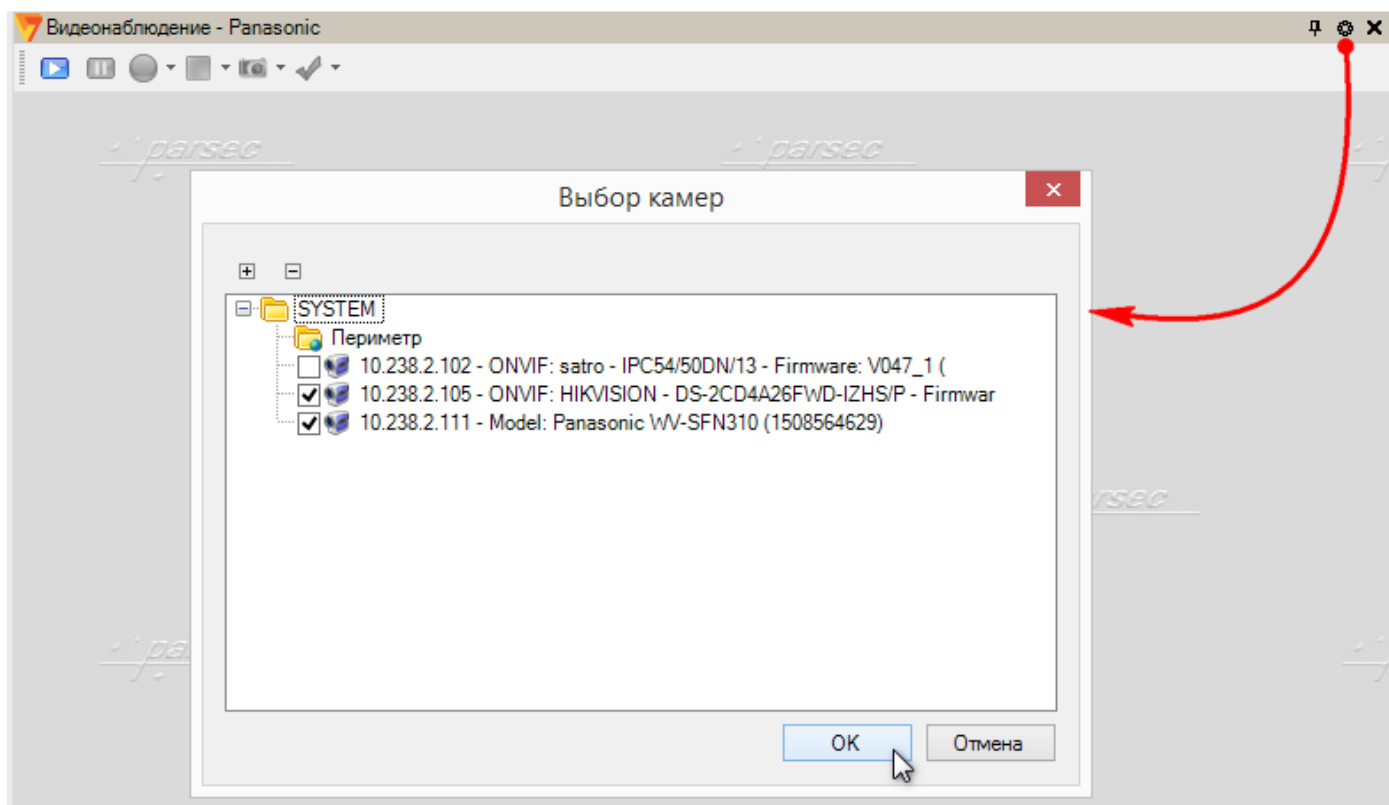 Видеонаблюдение - Panasonic
parsec
parsec
Выбор камер
SYSTEM
Периметр
10.238.2.102 - ONVIF: satro - IPC54/50DN/13 - Firmware: V047_1 (
10.238.2.105 - ONVIF: HIKVISION - DS-2CD4A26FWD-IZHS/P - Firmwar
10.238.2.111 - Model: Panasonic WV-SFN310 (1508564629)
rsec
pa
OK
Отмена